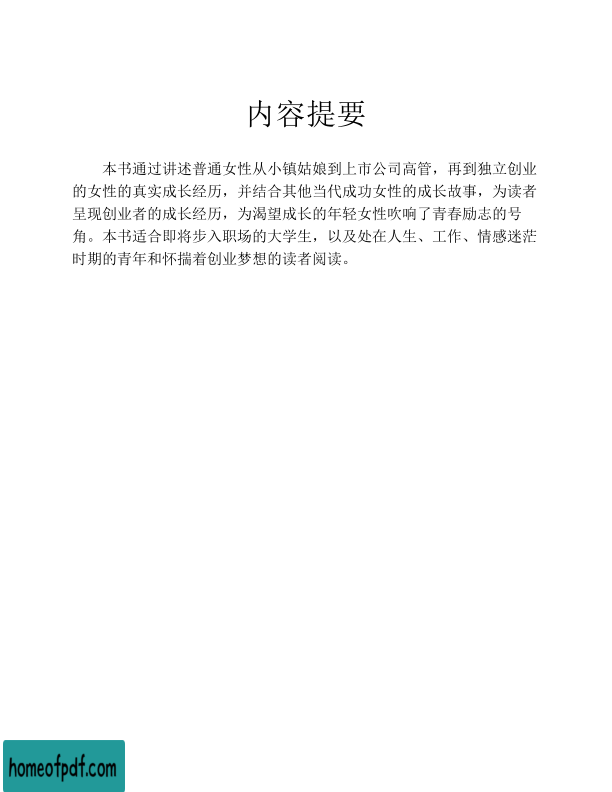 内容提要
本书通过讲述普通女性从小镇姑娘到上市公司高管，再到独立创业
的女性的真实成长经历，并结合其他当代成功女性的成长故事，为读者
呈现创业者的成长经历，为渴望成长的年轻女性吹响了青春励志的号
角。本书适合即将步入职场的大学生，以及处在人生、工作、情感迷茫
时期的青年和怀揣着创业梦想的读者阅读。
homeofpdf.com